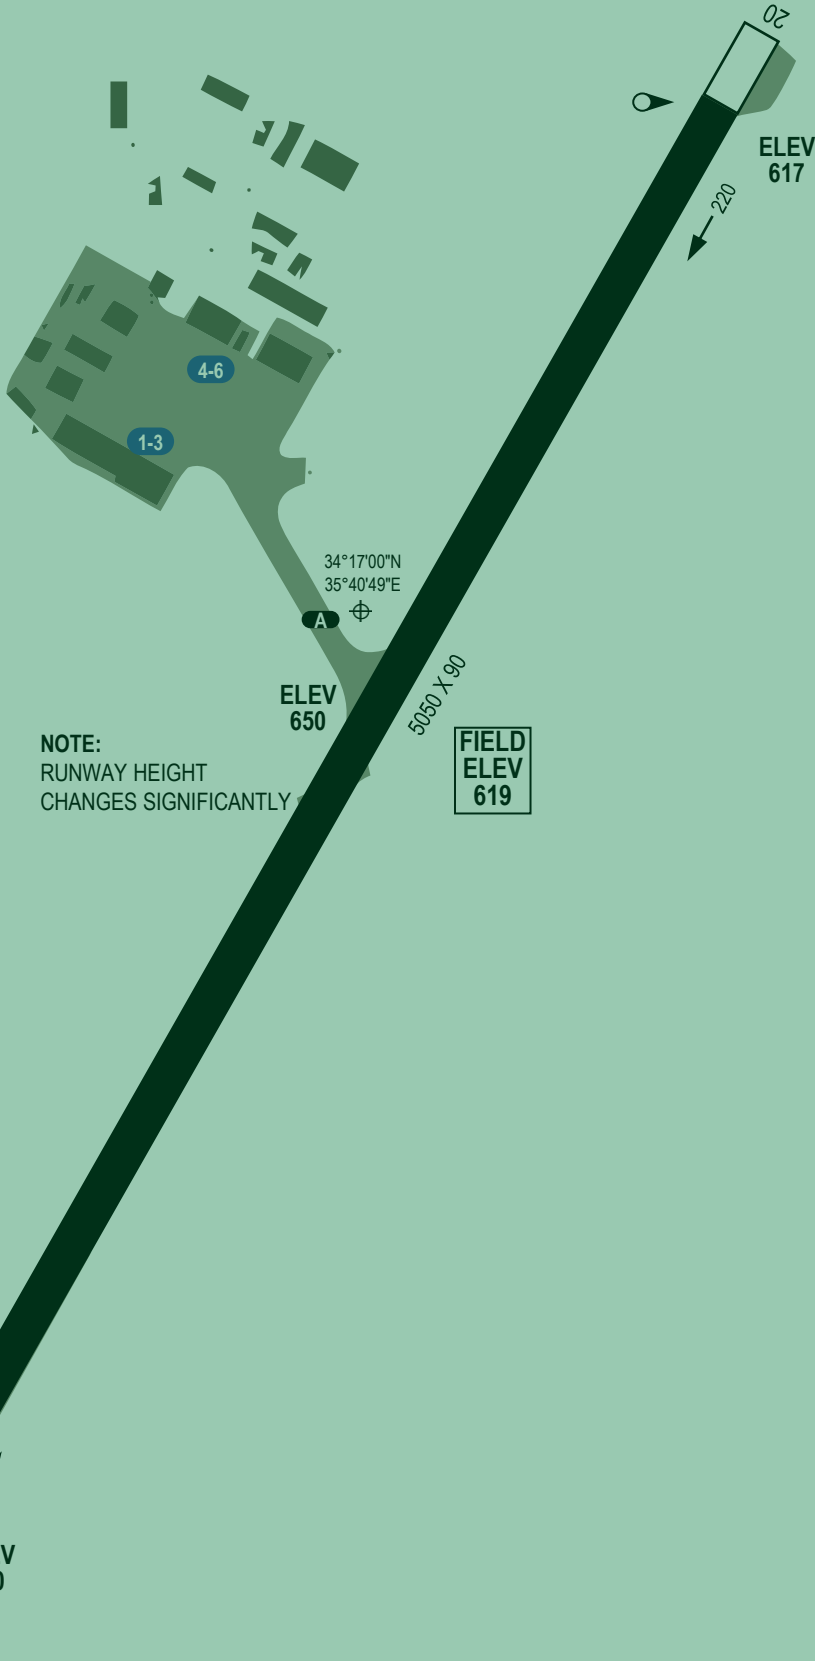 20
ELEV
617
220
4-6
1-3
34°17'00"N
35°40'49"E
A
ELEV
650
5050 X 90
FIELD
ELEV
619
NOTE:
RUNWAY HEIGHT
CHANGES SIGNIFICANTLY